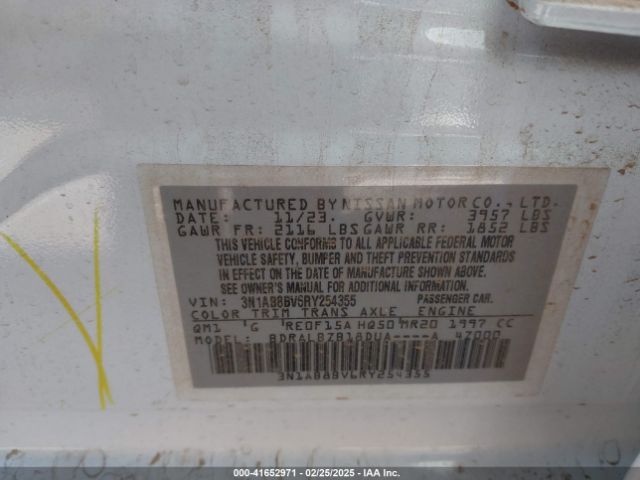 MANUFACTURED BY NISSAN MOTOR CO., LTD.
DATE: 11/23. GVWR: 3957 LBS
GAWR FR: 2116 LBS GAWR RR: 1852 LBS
THIS VEHICLE CONFORMS TO ALL APPLICABLE FEDERAL MOTOR
VEHICLE SAFETY, BUMPER AND THEFT PREVENTION STANDARDS
IN EFFECT ON THE DATE OF MANUFACTURE SHOWN ABOVE.
SEE OWNER'S MANUAL FOR ADDITIONAL INFORMATION.
VIN: 3N1AB8BV6RY254355 PASSENGER CAR.
COLOR TRIM TRANS AXLE ENGINE
QM1 'G 'RE0F15A HQ50 'MR20 1997 CC
MODEL: BDRALBZB18DUA----A 47000
3N1AB8BV6RY254355
000-41652971 | 02/25/2025 | IAA Inc.